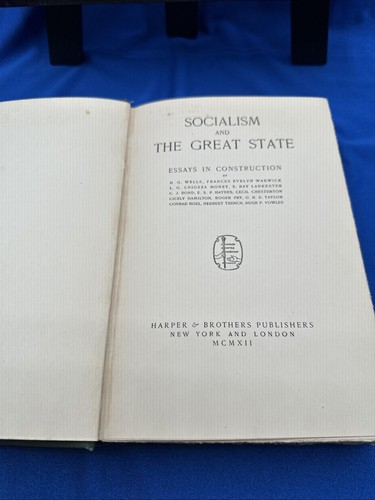 SOCIALISM
AND
THE GREAT STATE
ESSAYS IN CONSTRUCTION
BY
H. G. WELLS, FRANCES EVELYN WARWICK
L. G. CHIOZZA MONEY, E. RAY LANKESTER
C. J. BOND, E. S. P. HAYNES, CECIL CHESTERTON
CICELY HAMILTON, ROGER FRY, G. R. S. TAYLOR
CONRAD NOEL, HERBERT TRENCH, HUGH P. VOWLES
HARPER & BROTHERS PUBLISHERS
NEW YORK AND LONDON
MCMXII